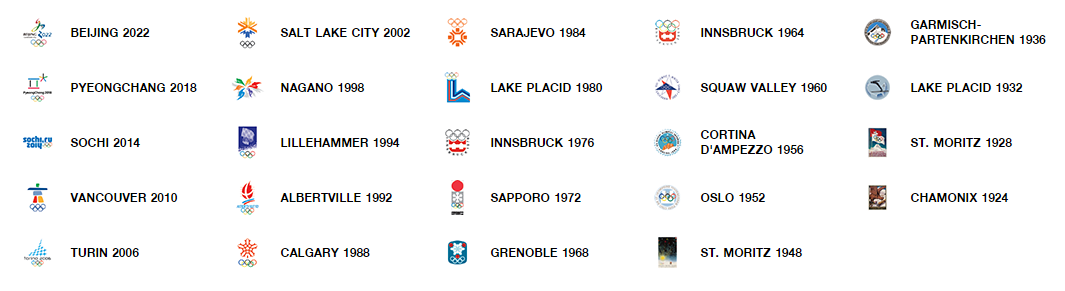 BEIJING 2022
PYEONGCHANG 2018
sochi.ru
2014
SOCHI 2014
VANCOUVER 2010
TURIN 2006
SALT LAKE CITY 2002
NAGANO 1998
LILLEHAMMER 1994
ALBERTVILLE 1992
CALGARY 1988
SARAJEVO 1984
LAKE PLACID 1980
INNSBRUCK 1976
SAPPORO 1972
GRENOBLE 1968
INNSBRUCK 1964
SQUAW VALLEY 1960
CORTINA
D'AMPEZZO 1956
OSLO 1952
ST. MORITZ 1948
GARMISCH-
PARTENKIRCHEN 1936
LAKE PLACID 1932
ST. MORITZ 1928
CHAMONIX 1924